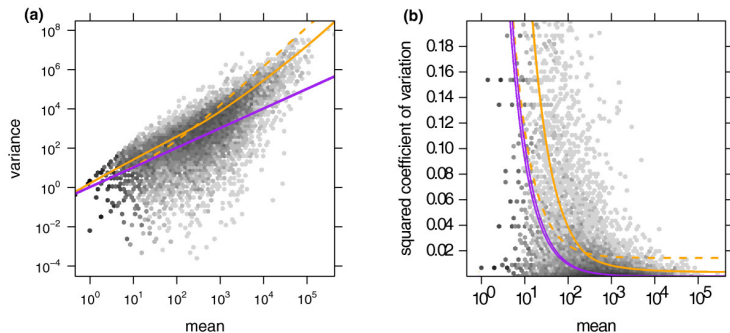 (a)
10^8
10^6
10^4
10^2
10^0
10^−2
10^−4
variance
10^0 10^1 10^2 10^3 10^4 10^5
mean
(b)
0.18
0.16
0.14
0.12
0.10
0.08
0.06
0.04
0.02
squared coefficient of variation
10^0 10^1 10^2 10^3 10^4 10^5
mean